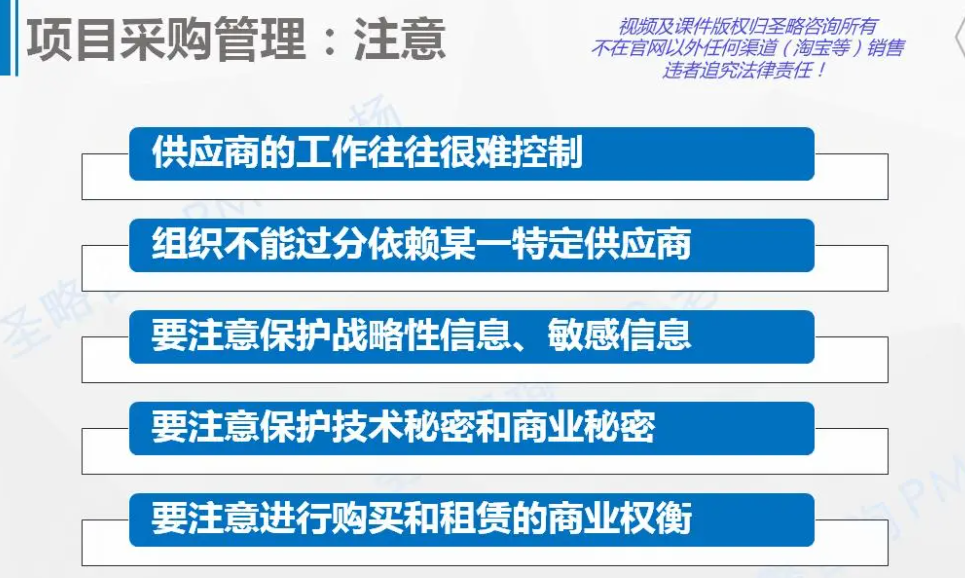 项目采购管理：注意
视频及课件版权归圣略咨询所有
不在官网以外任何渠道（淘宝等）销售
违者追究法律责任！
供应商的工作往往很难控制
组织不能过分依赖某一特定供应商
要注意保护战略性信息、敏感信息
要注意保护技术秘密和商业秘密
要注意进行购买和租赁的商业权衡